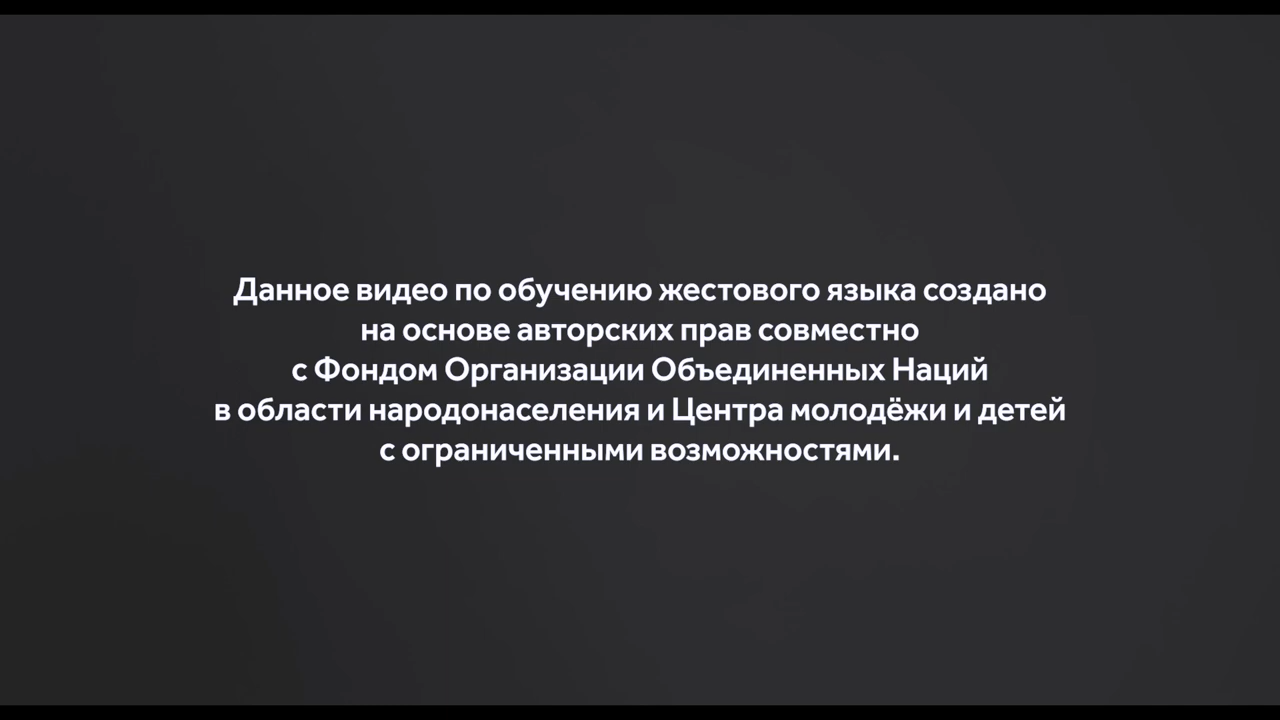 Данное видео по обучению жестового языка создано
на основе авторских прав совместно
с Фондом Организации Объединенных Наций
в области народонаселения и Центра молодёжи и детей
с ограниченными возможностями.